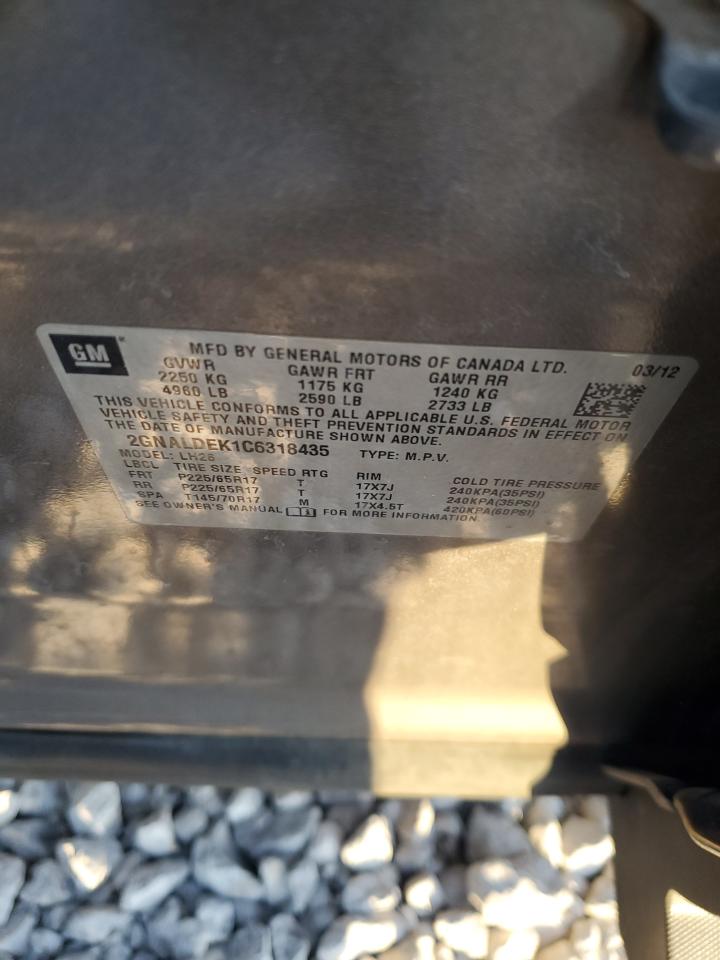 GM
MFD BY GENERAL MOTORS OF CANADA LTD. 03/12
GVWR GAWR FRT GAWR RR
2250 KG 1175 KG 1240 KG
4960 LB 2590 LB 2733 LB
THIS VEHICLE CONFORMS TO ALL APPLICABLE U.S. FEDERAL MOTOR
VEHICLE SAFETY AND THEFT PREVENTION STANDARDS IN EFFECT ON
THE DATE OF MANUFACTURE SHOWN ABOVE.
2GNALDEK1C6318435 TYPE: M.P.V.
MODEL: LH26
LBCL TIRE SIZE SPEED RTG RIM COLD TIRE PRESSURE
FRT P225/65R17 T 17X7J 240KPA(35PSI)
RR P225/65R17 T 17X7J 240KPA(35PSI)
SPA T145/70R17 M 17X4.5T 420KPA(60PSI)
SEE OWNER'S MANUAL FOR MORE INFORMATION